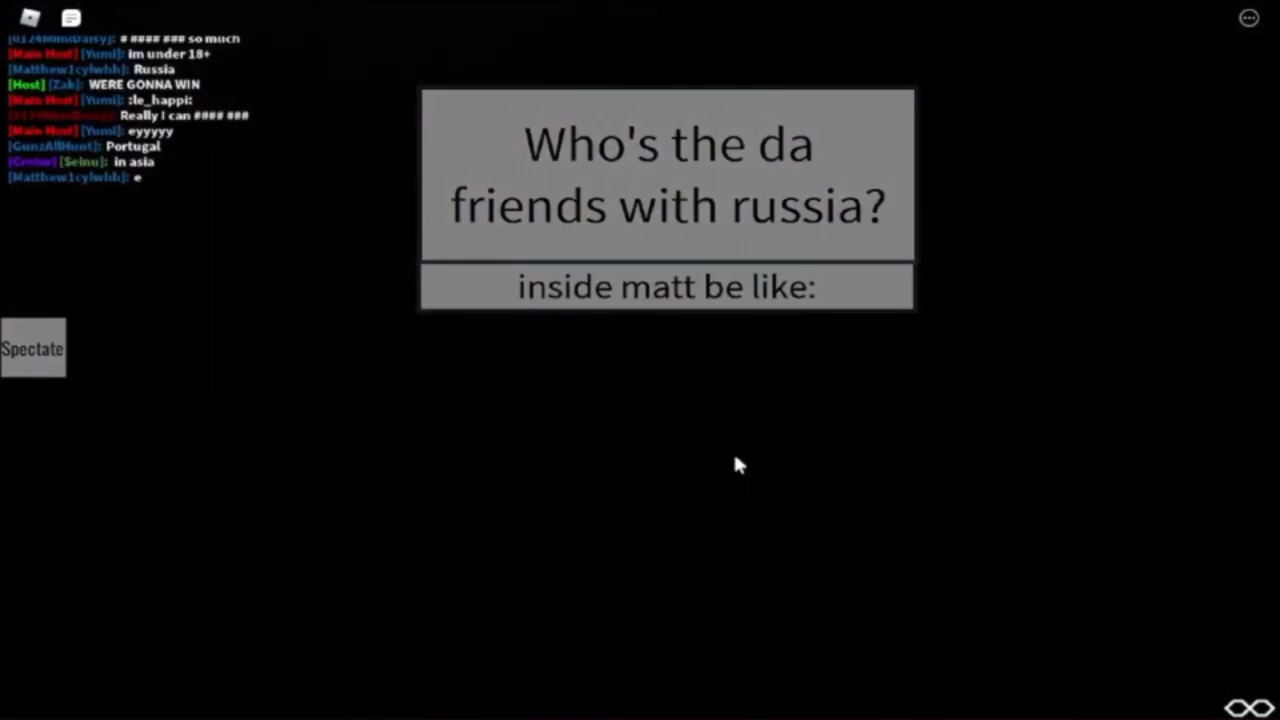 [0124MimiDaisy]: # #### ### so much
[Main Host] [Yumi]: im under 18+
[Matthew1cylwhh]: Russia
[Host] [Zak]: WERE GONNA WIN
[Main Host] [Yumi]: :le_happi:
Really I can #### ###
[Main Host] [Yumi]: eyyyyy
[GunzAllHunt]: Portugal
[Seinu]: in asia
[Matthew1cylwhh]: e
Who's the da
friends with russia?
inside matt be like:
Spectate